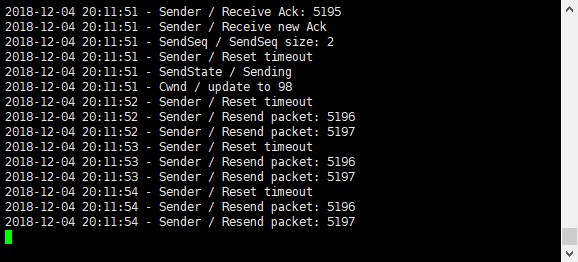 2018-12-04 20:11:51 - Sender / Receive Ack: 5195
2018-12-04 20:11:51 - Sender / Receive new Ack
2018-12-04 20:11:51 - SendSeq / SendSeq size: 2
2018-12-04 20:11:51 - Sender / Reset timeout
2018-12-04 20:11:51 - SendState / Sending
2018-12-04 20:11:51 - Cwnd / update to 98
2018-12-04 20:11:52 - Sender / Reset timeout
2018-12-04 20:11:52 - Sender / Resend packet: 5196
2018-12-04 20:11:52 - Sender / Resend packet: 5197
2018-12-04 20:11:53 - Sender / Reset timeout
2018-12-04 20:11:53 - Sender / Resend packet: 5196
2018-12-04 20:11:53 - Sender / Resend packet: 5197
2018-12-04 20:11:54 - Sender / Reset timeout
2018-12-04 20:11:54 - Sender / Resend packet: 5196
2018-12-04 20:11:54 - Sender / Resend packet: 5197